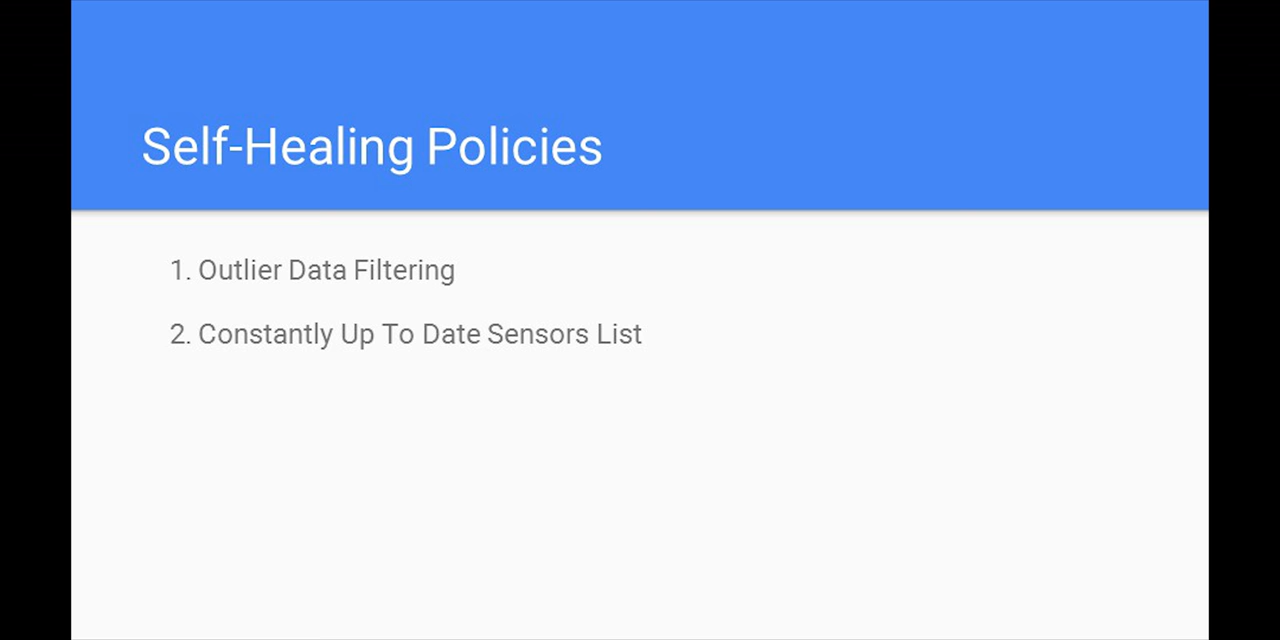 Self-Healing Policies
1. Outlier Data Filtering
2. Constantly Up To Date Sensors List